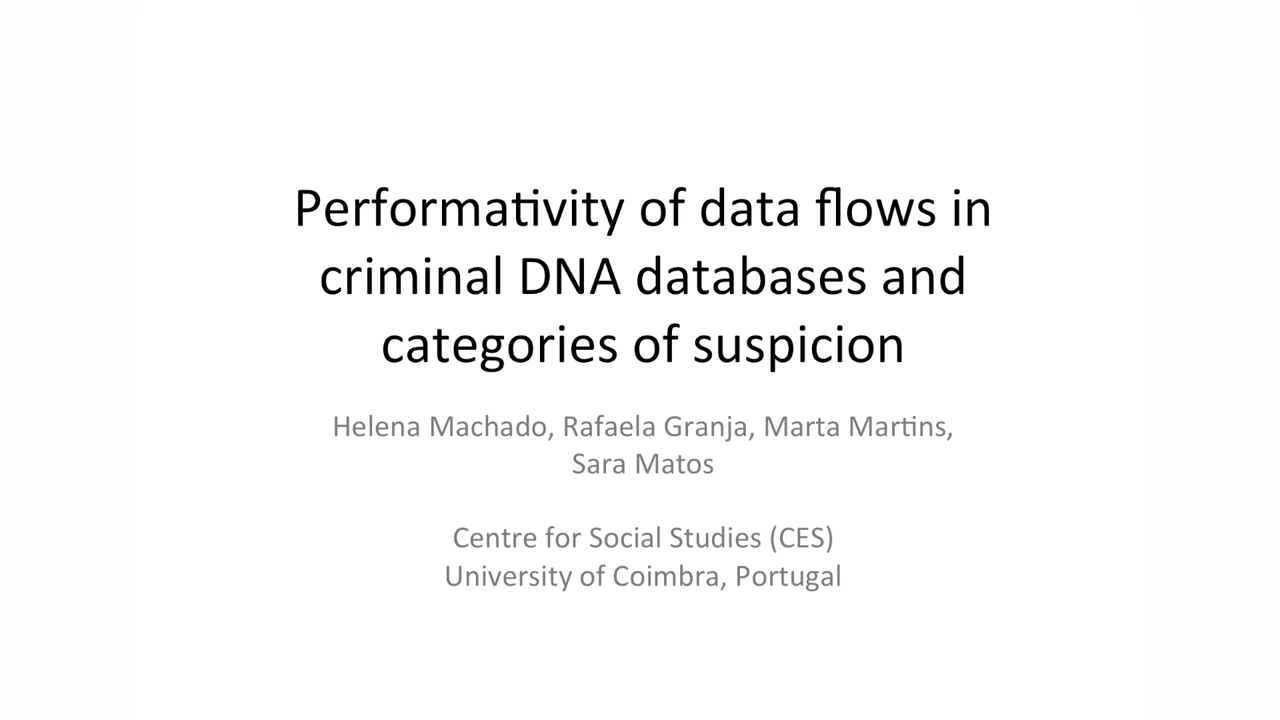 Performativity of data flows in
criminal DNA databases and
categories of suspicion
Helena Machado, Rafaela Granja, Marta Martins,
Sara Matos
Centre for Social Studies (CES)
University of Coimbra, Portugal